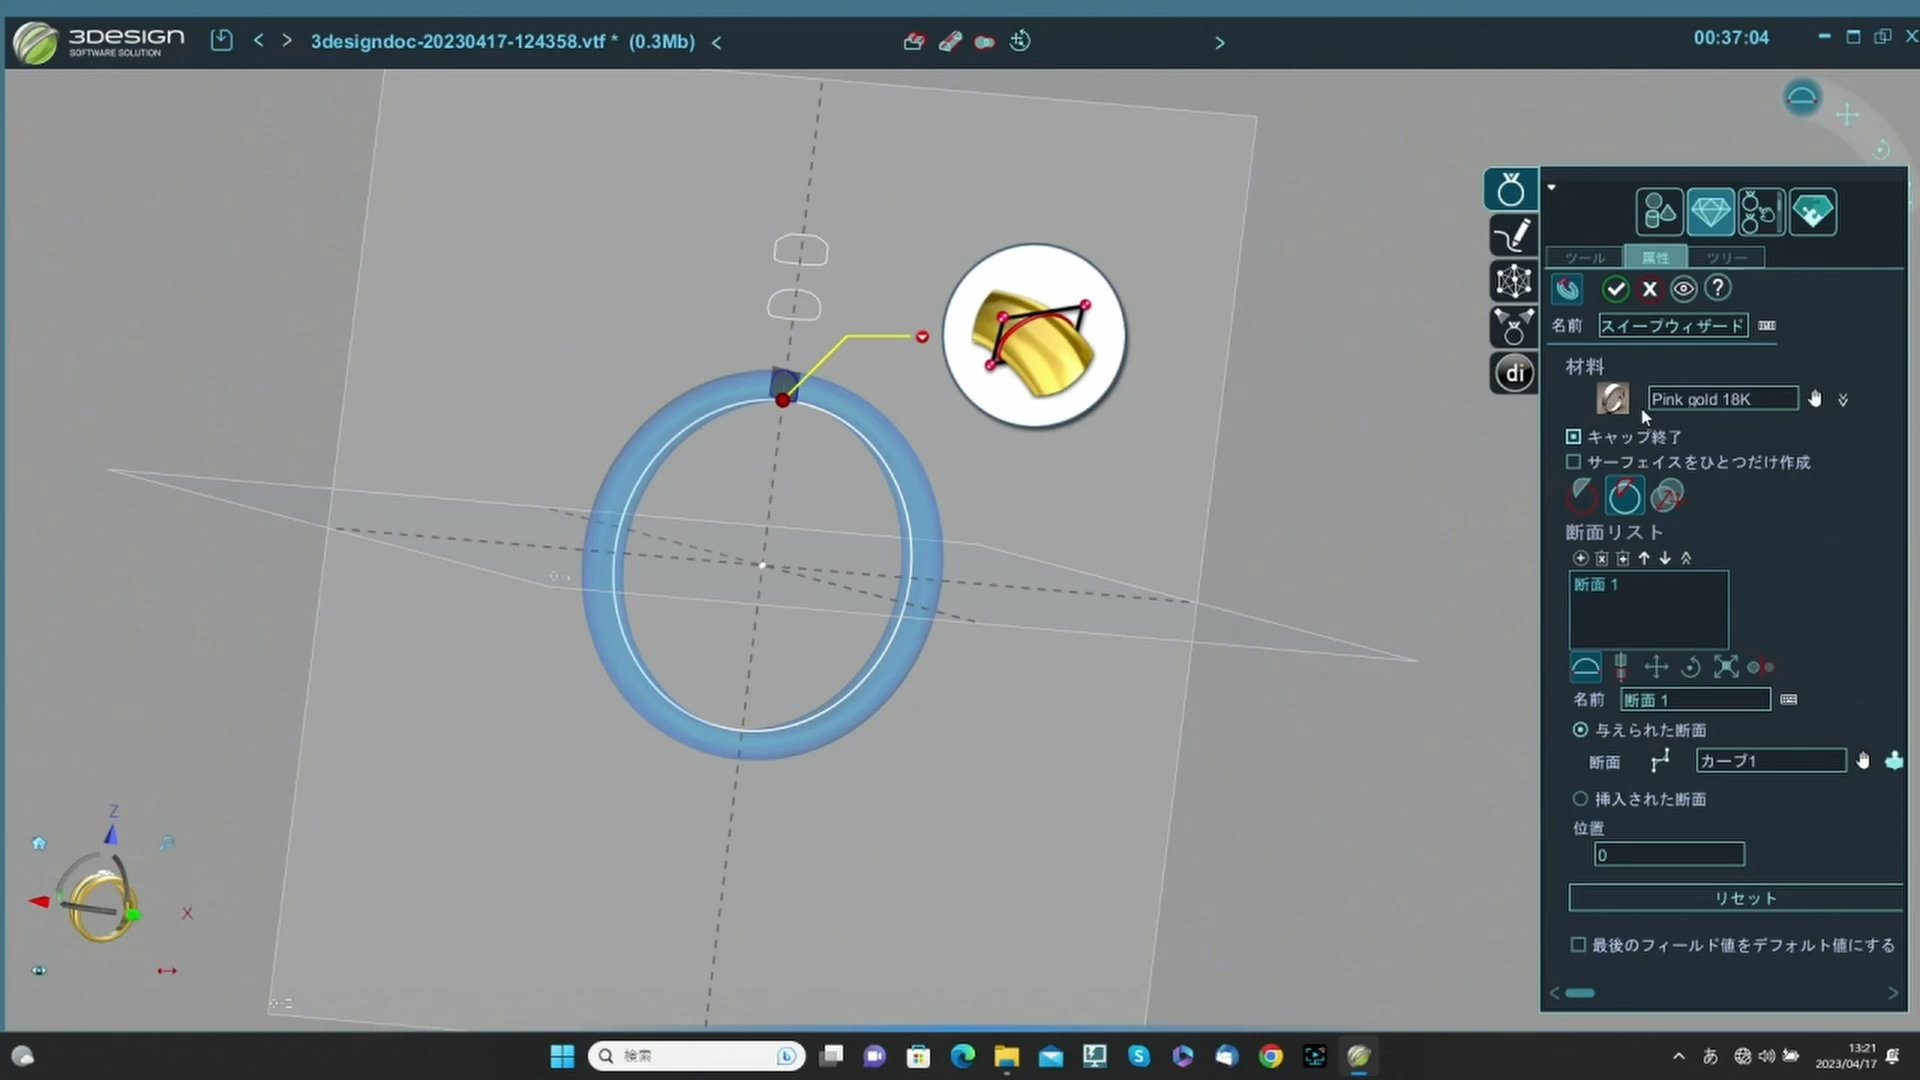 3DESIGN
SOFTWARE SOLUTION
3designdoc-20230417-124358.vtf * (0.3Mb)
00:37:04
ツール
属性
ツリー
名前
スイープウィザード
材料
Pink gold 18K
キャップ終了
サーフェイスをひとつだけ作成
断面リスト
断面 1
名前
断面 1
与えられた断面
断面
カーブ1
挿入された断面
位置
0
リセット
最後のフィールド値をデフォルト値にする
di
Z
X
検索
あ
13:21
2023/04/17